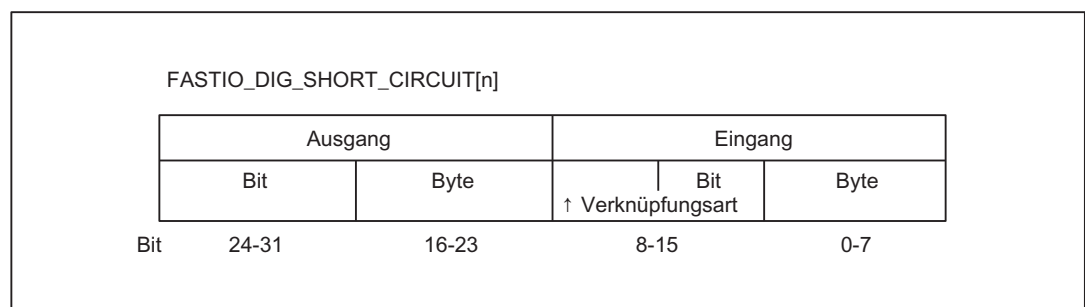 FASTIO_DIG_SHORT_CIRCUIT[n]
Ausgang Eingang
Bit Byte Bit Byte
↑ Verknüpfungsart
Bit 24-31 16-23 8-15 0-7